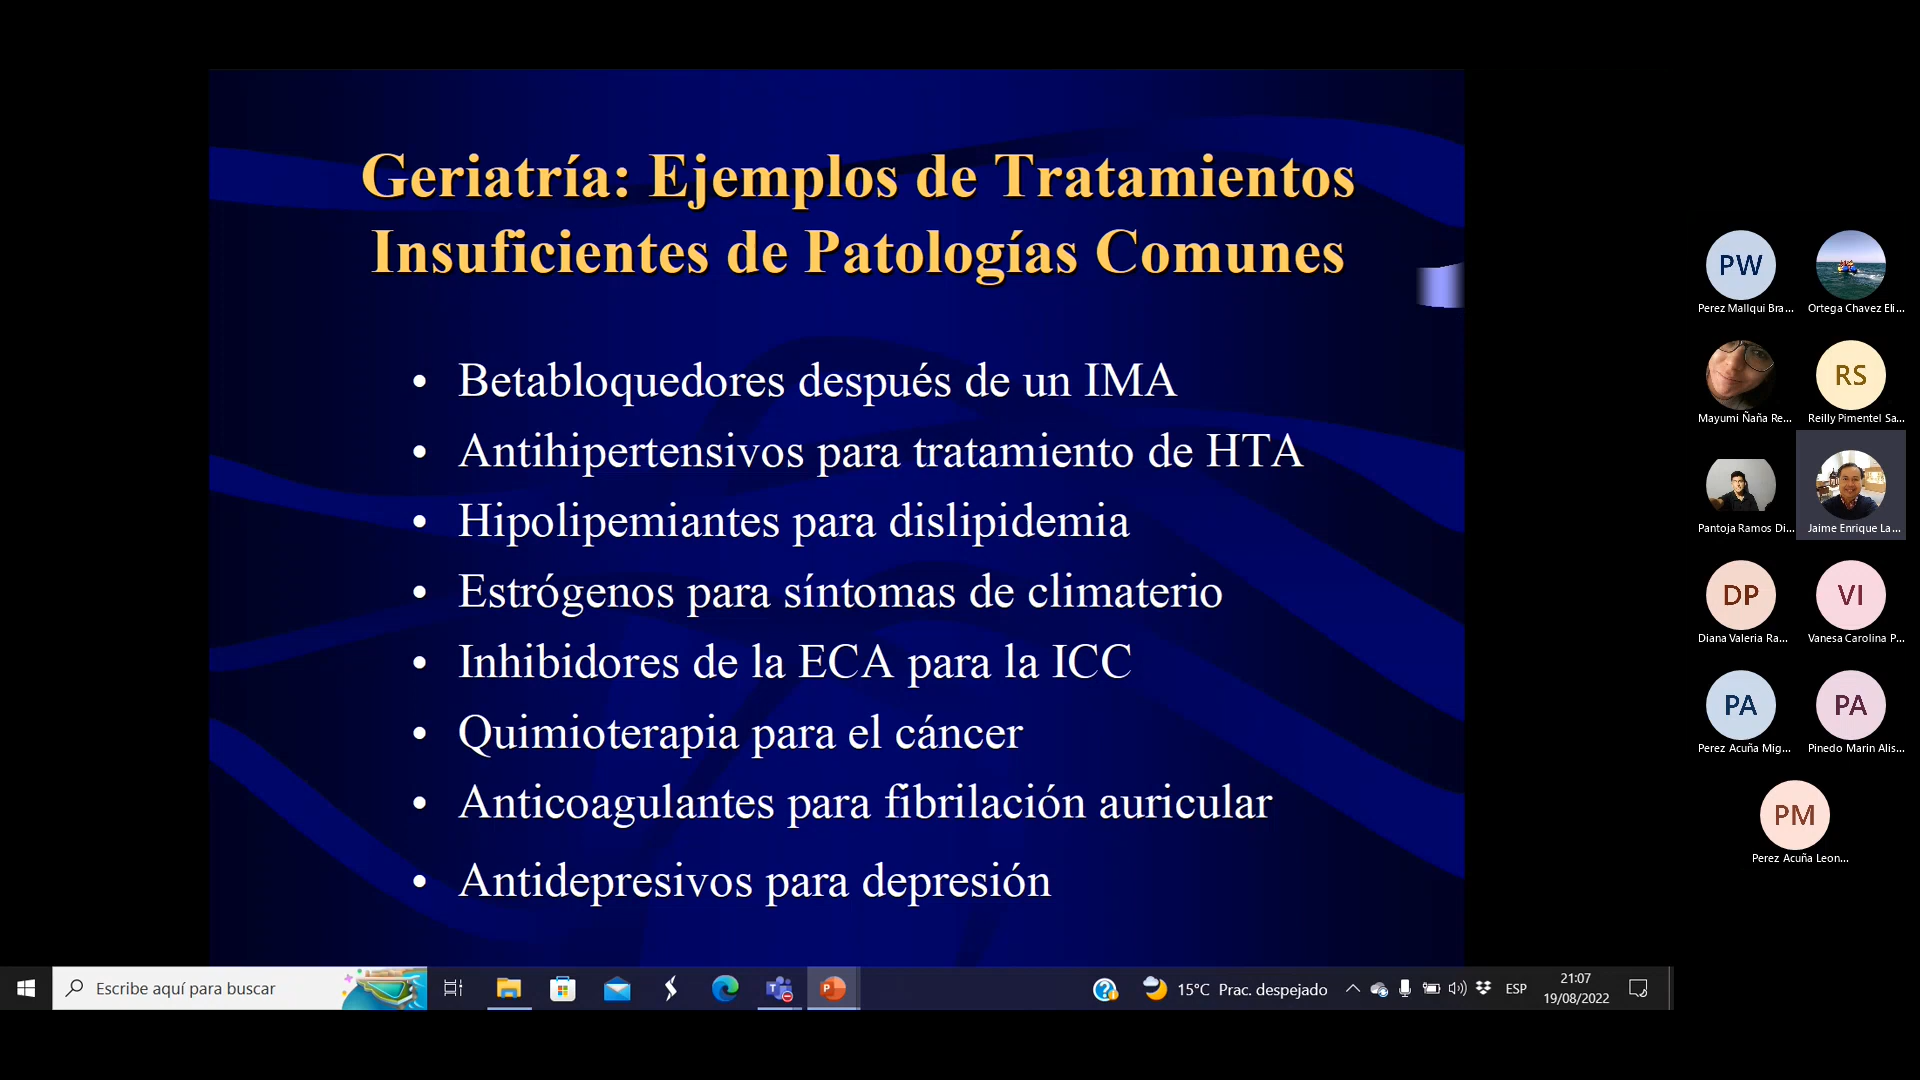 Geriatría: Ejemplos de Tratamientos
Insuficientes de Patologías Comunes
• Betabloquedores después de un IMA
• Antihipertensivos para tratamiento de HTA
• Hipolipemiantes para dislipidemia
• Estrógenos para síntomas de climaterio
• Inhibidores de la ECA para la ICC
• Quimioterapia para el cáncer
• Anticoagulantes para fibrilación auricular
• Antidepresivos para depresión
PW
Perez Mallqui Bra...
Ortega Chavez Eli...
Mayumi Ñaña Re...
RS
Reilly Pimentel Sa...
Pantoja Ramos Di...
Jaime Enrique La...
DP
Diana Valeria Ra...
VI
Vanesa Carolina P...
PA
Perez Acuña Mig...
PA
Pinedo Marin Alis...
PM
Perez Acuña Leon...
Escribe aquí para buscar
15°C Prac. despejado
ESP
21:07
19/08/2022